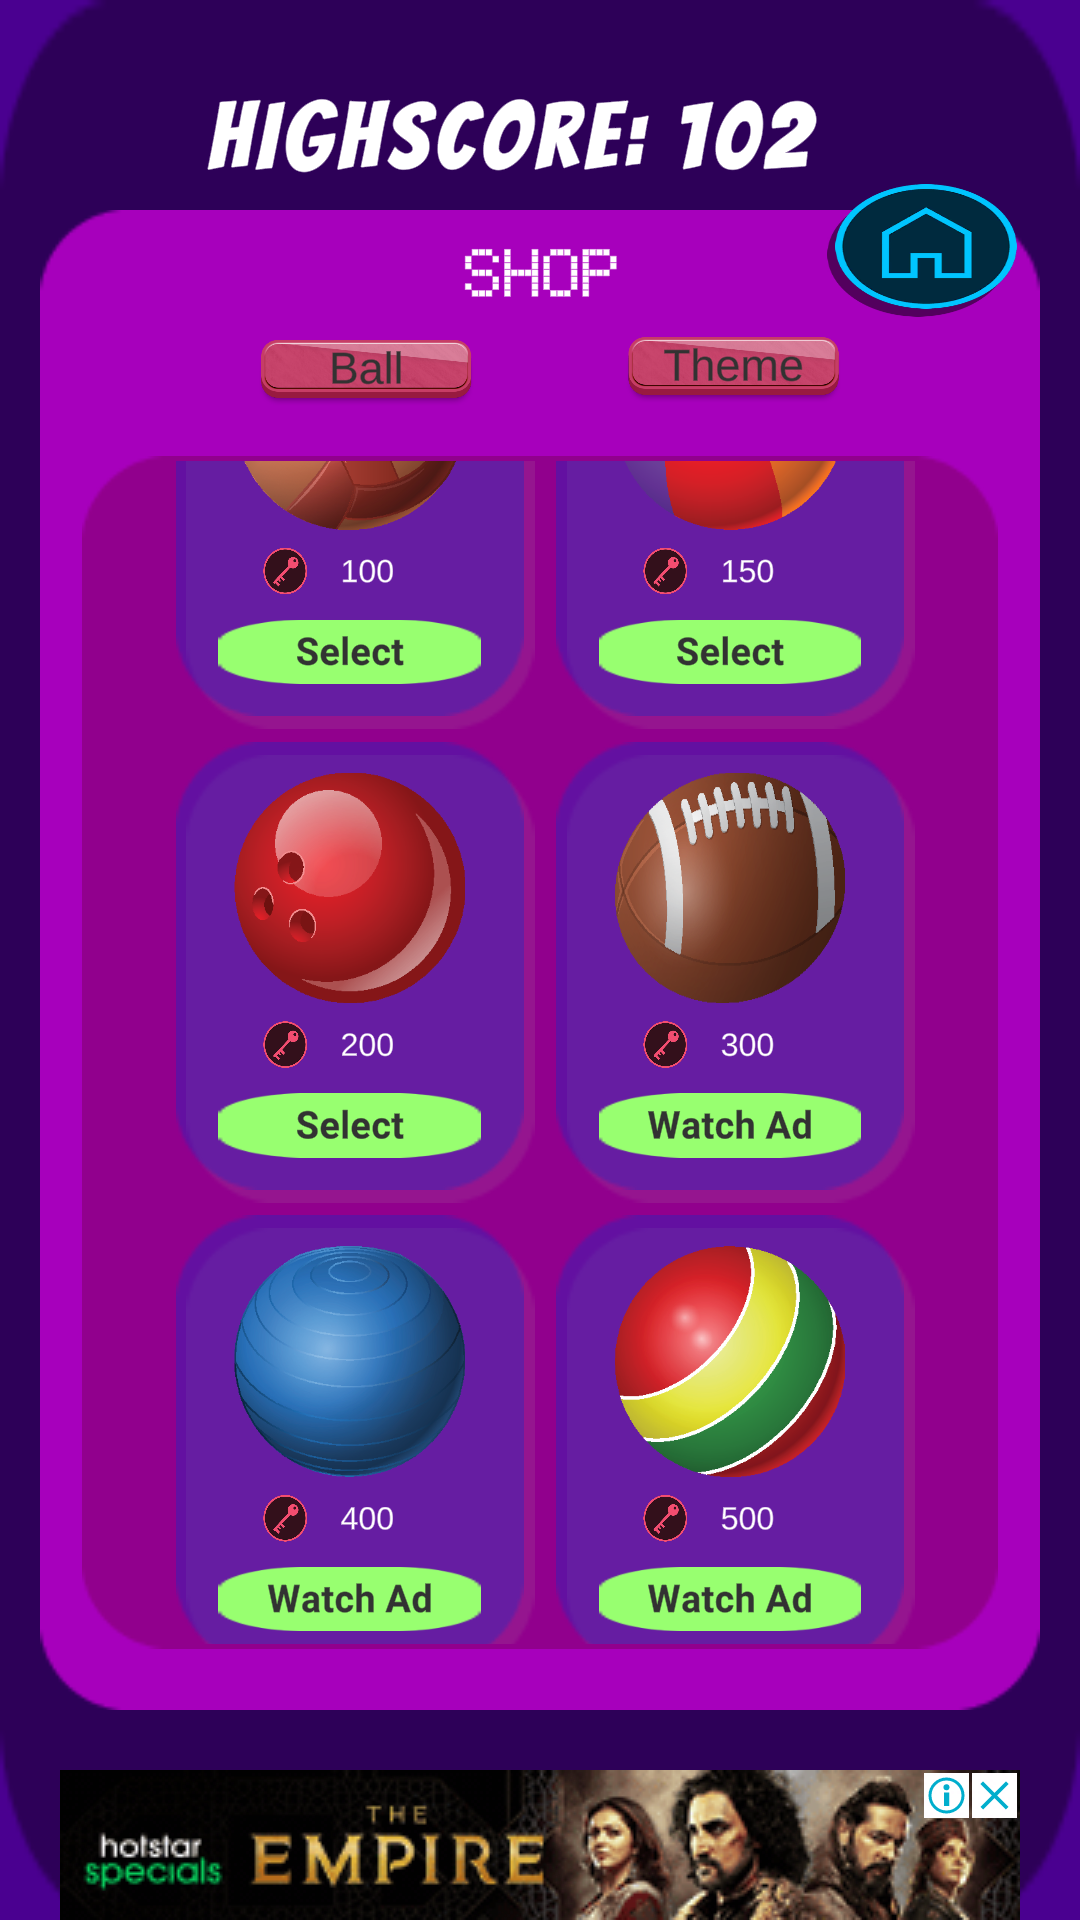 HIGHSCORE: 102
SHOP
Ball
Theme
100
150
Select
Select
200
300
Select
Watch Ad
400
500
Watch Ad
Watch Ad
hotstar
specials
THE
EMPIRE